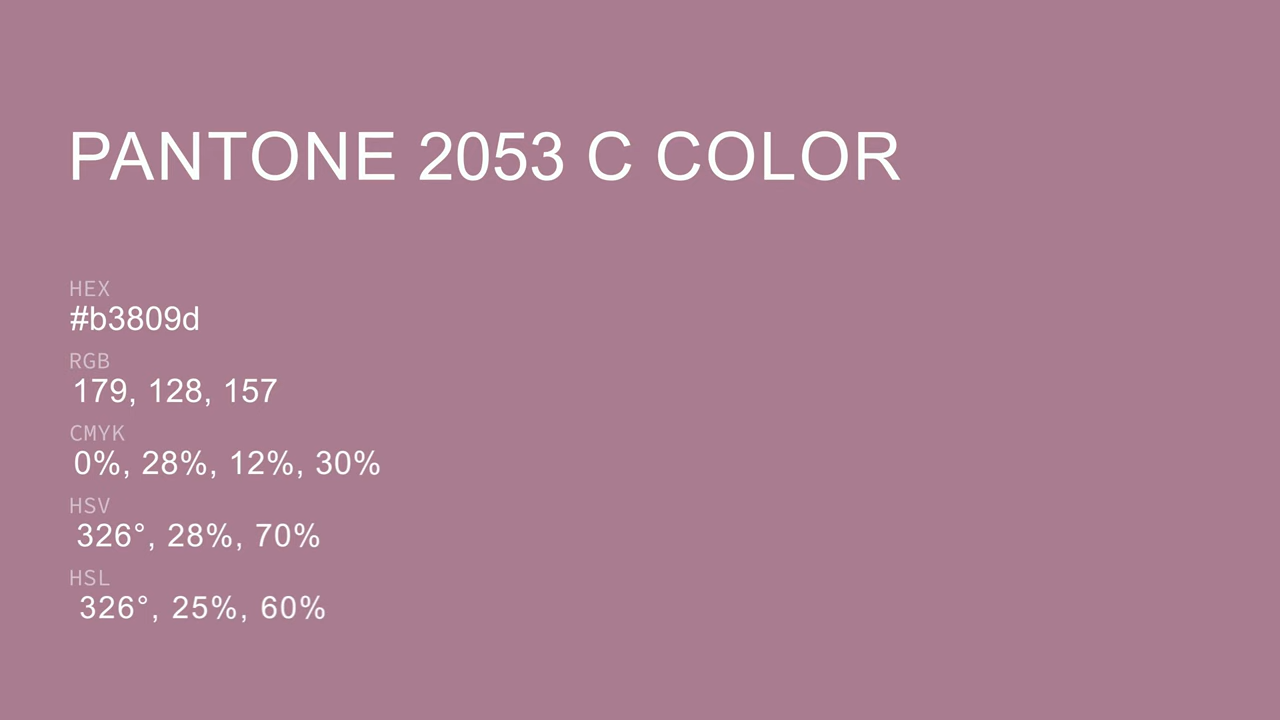 PANTONE 2053 C COLOR
HEX
#b3809d
RGB
179, 128, 157
CMYK
0%, 28%, 12%, 30%
HSV
326°, 28%, 70%
HSL
326°, 25%, 60%